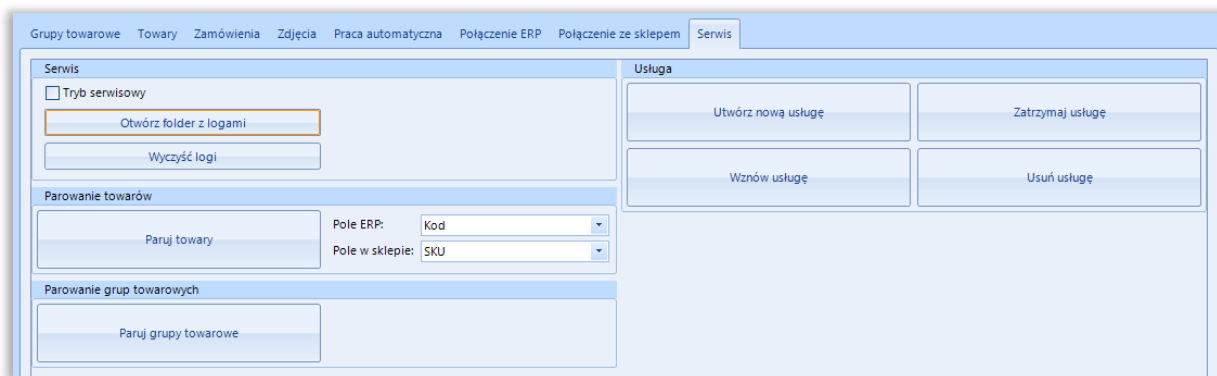 Grupy towarowe Towary Zamówienia Zdjęcia Praca automatyczna Połączenie ERP Połączenie ze sklepem Serwis
Serwis
Tryb serwisowy
Otwórz folder z logami
Wyczyść logi
Parowanie towarów
Paruj towary
Pole ERP: Kod
Pole w sklepie: SKU
Parowanie grup towarowych
Paruj grupy towarowe
Usługa
Utwórz nową usługę Zatrzymaj usługę
Wznów usługę Usuń usługę